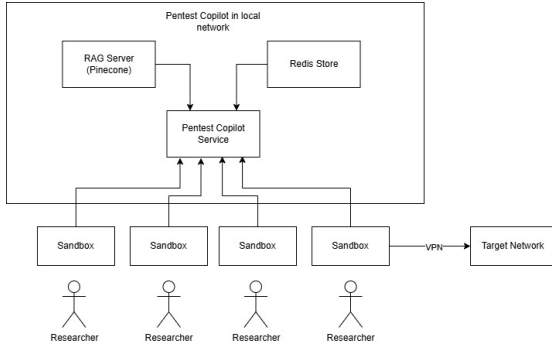 Pentest Copilot in local
network
RAG Server
(Pinecone)
Redis Store
Pentest Copilot
Service
Sandbox
Sandbox
Sandbox
Sandbox
VPN
Target Network
Researcher
Researcher
Researcher
Researcher